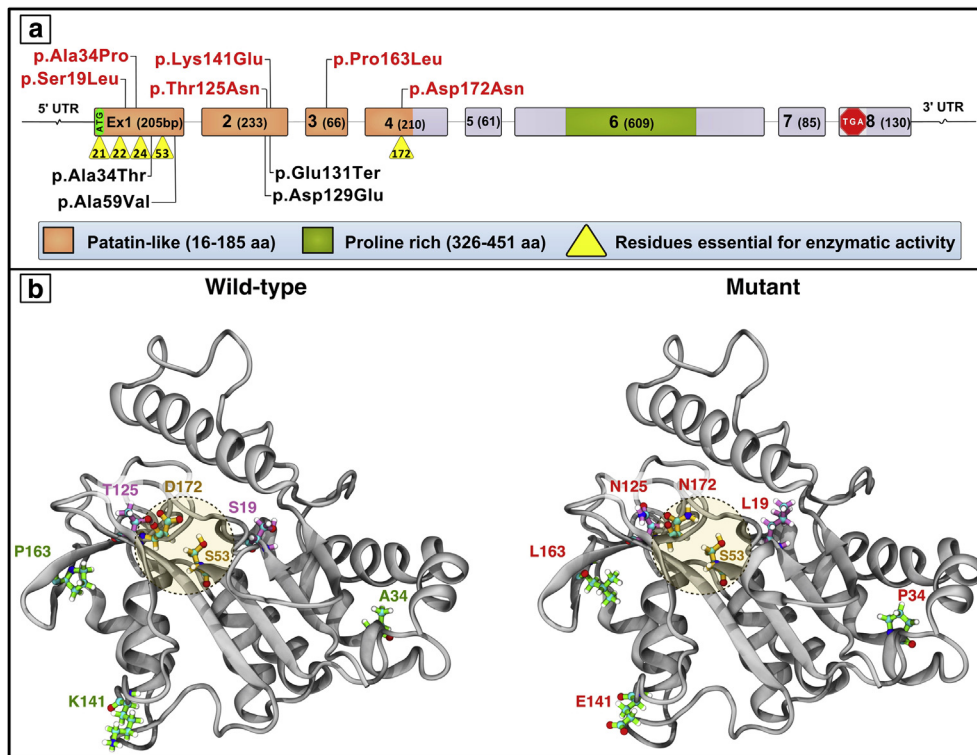 a
p.Ala34Pro
p.Ser19Leu
p.Lys141Glu
p.Thr125Asn
p.Pro163Leu
p.Asp172Asn
5' UTR
3' UTR
ATG
Ex1 (205bp)
2 (233)
3 (66)
4 (210)
5 (61)
6 (609)
7 (85)
TGA
8 (130)
21 22 24 53 172
p.Ala34Thr
p.Ala59Val
p.Glu131Ter
p.Asp129Glu
Patatin-like (16-185 aa)
Proline rich (326-451 aa)
Residues essential for enzymatic activity
b
Wild-type
T125
D172
S19
P163
S53
A34
K141
Mutant
N125
N172
L19
L163
S53
P34
E141